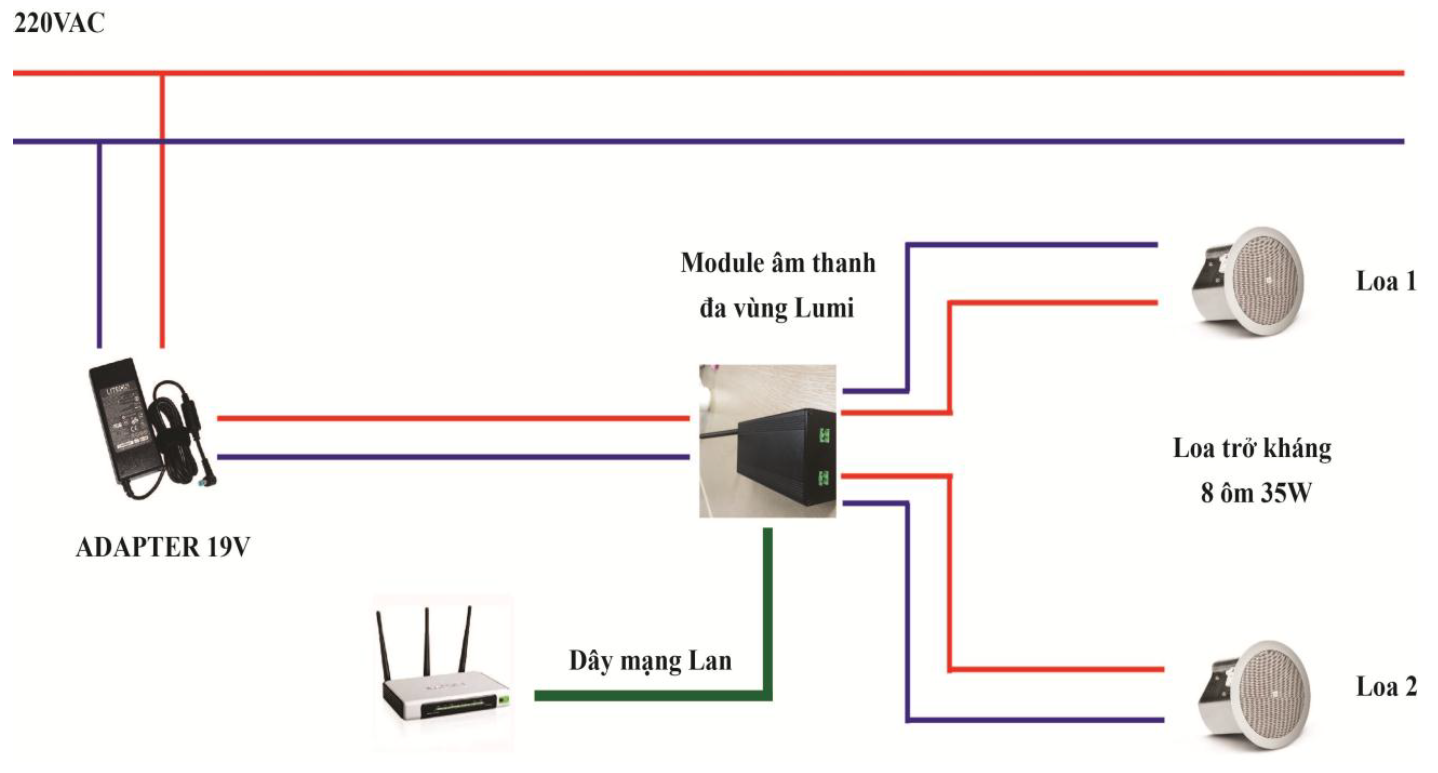 220VAC
Module âm thanh
đa vùng Lumi
Loa 1
LITEON
Loa trở kháng
8 ôm 35W
ADAPTER 19V
Dây mạng Lan
Loa 2